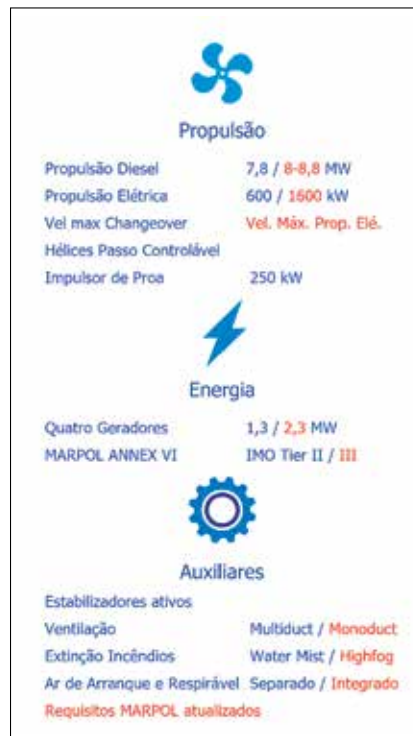 Propulsão
Propulsão Diesel 7,8 / 8-8,8 MW
Propulsão Elétrica 600 / 1600 kW
Vel max Changeover Vel. Máx. Prop. Elé.
Hélices Passo Controlável
Impulsor de Proa 250 kW
Energia
Quatro Geradores 1,3 / 2,3 MW
MARPOL ANNEX VI IMO Tier II / III
Auxiliares
Estabilizadores ativos
Ventilação Multiduct / Monoduct
Extinção Incêndios Water Mist / Highfog
Ar de Arranque e Respirável Separado / Integrado
Requisitos MARPOL atualizados